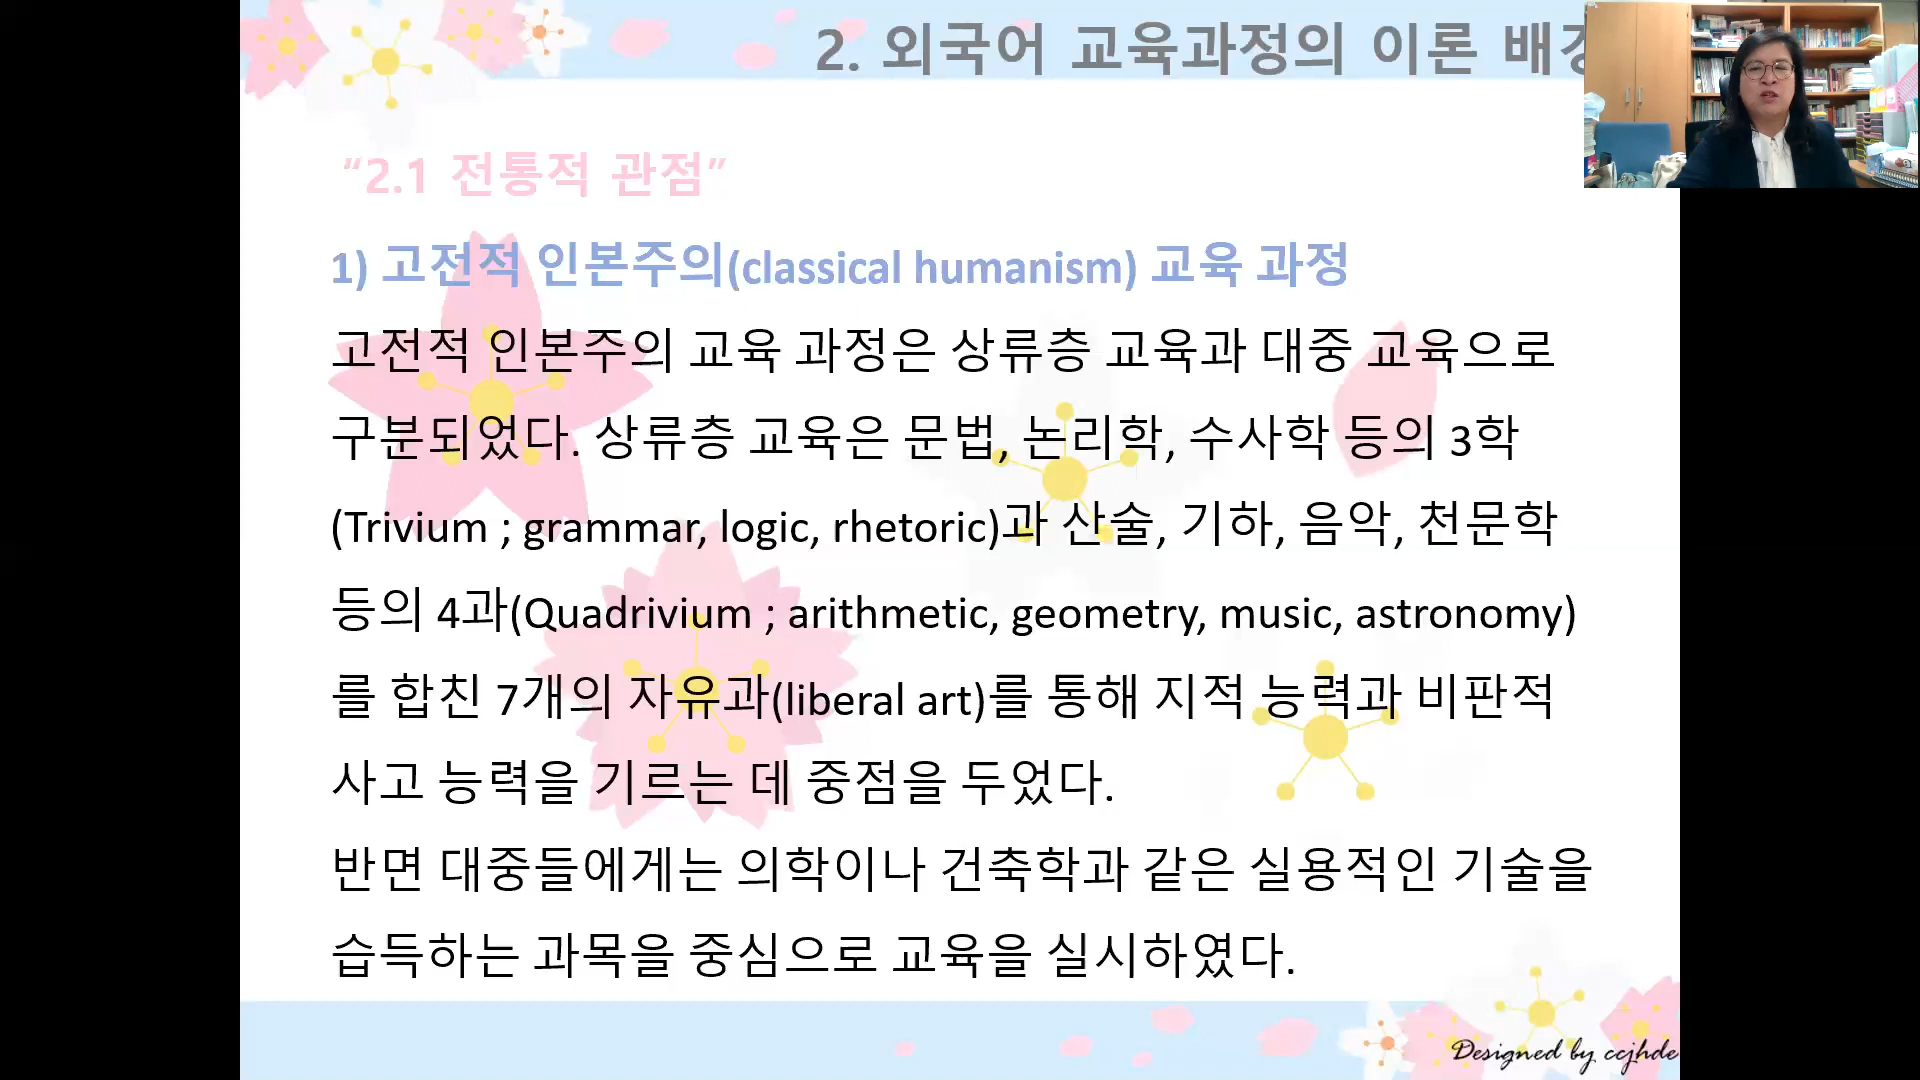 2. 외국어 교육과정의 이론
“2.1 전통적 관점”
1) 고전적 인본주의(classical humanism) 교육 과정
고전적 인본주의 교육 과정은 상류층 교육과 대중 교육으로
구분되었다. 상류층 교육은 문법, 논리학, 수사학 등의 3학
(Trivium ; grammar, logic, rhetoric)과 산술, 기하, 음악, 천문학
등의 4과(Quadrivium ; arithmetic, geometry, music, astronomy)
를 합친 7개의 자유과(liberal art)를 통해 지적 능력과 비판적
사고 능력을 기르는 데 중점을 두었다.
반면 대중들에게는 의학이나 건축학과 같은 실용적인 기술을
습득하는 과목을 중심으로 교육을 실시하였다.
Designed by ccjhde